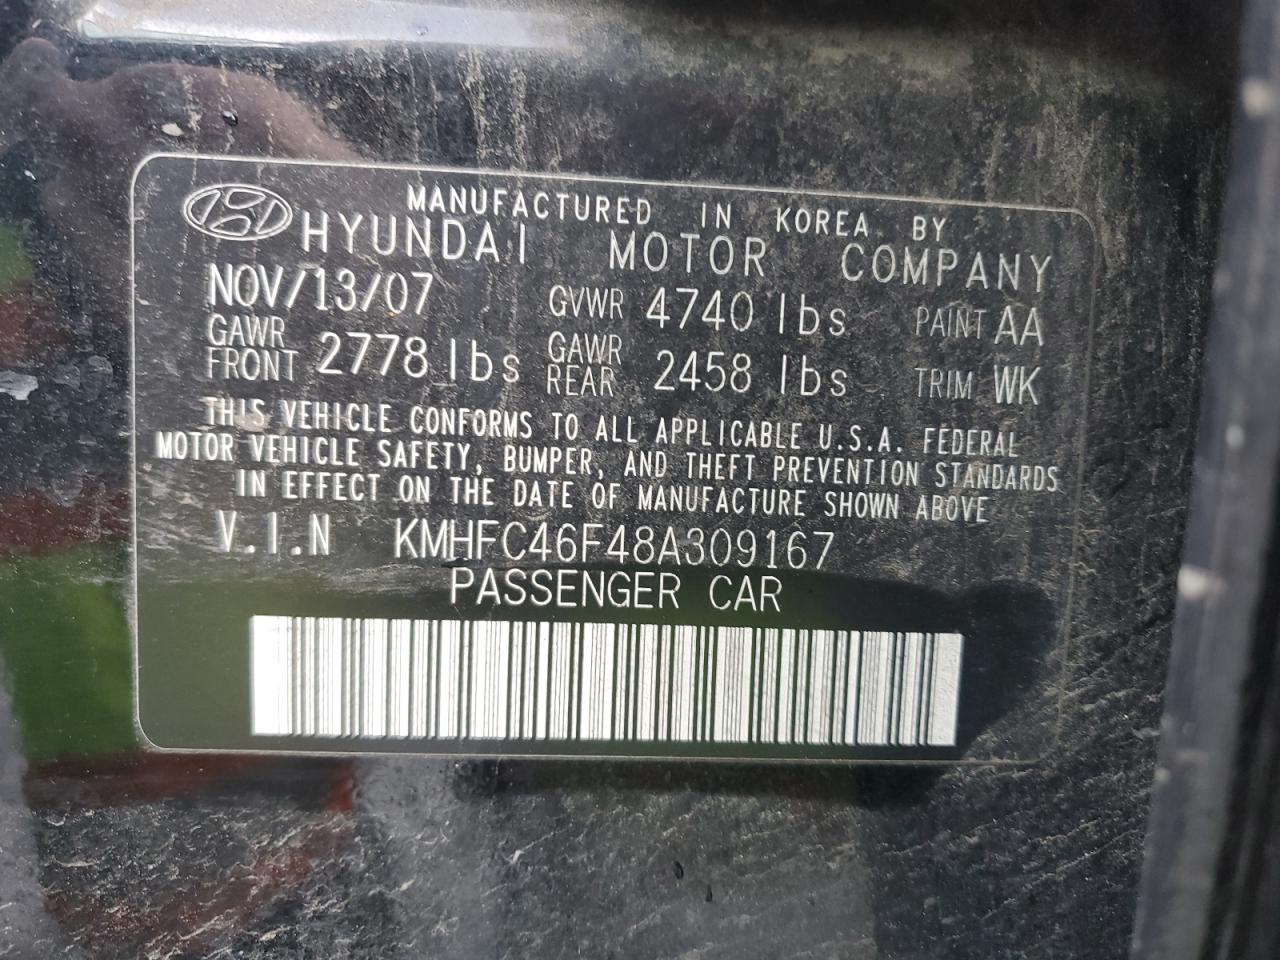 MANUFACTURED IN KOREA BY
HYUNDAI MOTOR COMPANY
NOV/13/07 GVWR 4740 lbs PAINT AA
GAWR FRONT 2778 lbs GAWR REAR 2458 lbs TRIM WK
THIS VEHICLE CONFORMS TO ALL APPLICABLE U.S.A. FEDERAL
MOTOR VEHICLE SAFETY, BUMPER, AND THEFT PREVENTION STANDARDS
IN EFFECT ON THE DATE OF MANUFACTURE SHOWN ABOVE
V.I.N KMHFC46F48A309167
PASSENGER CAR